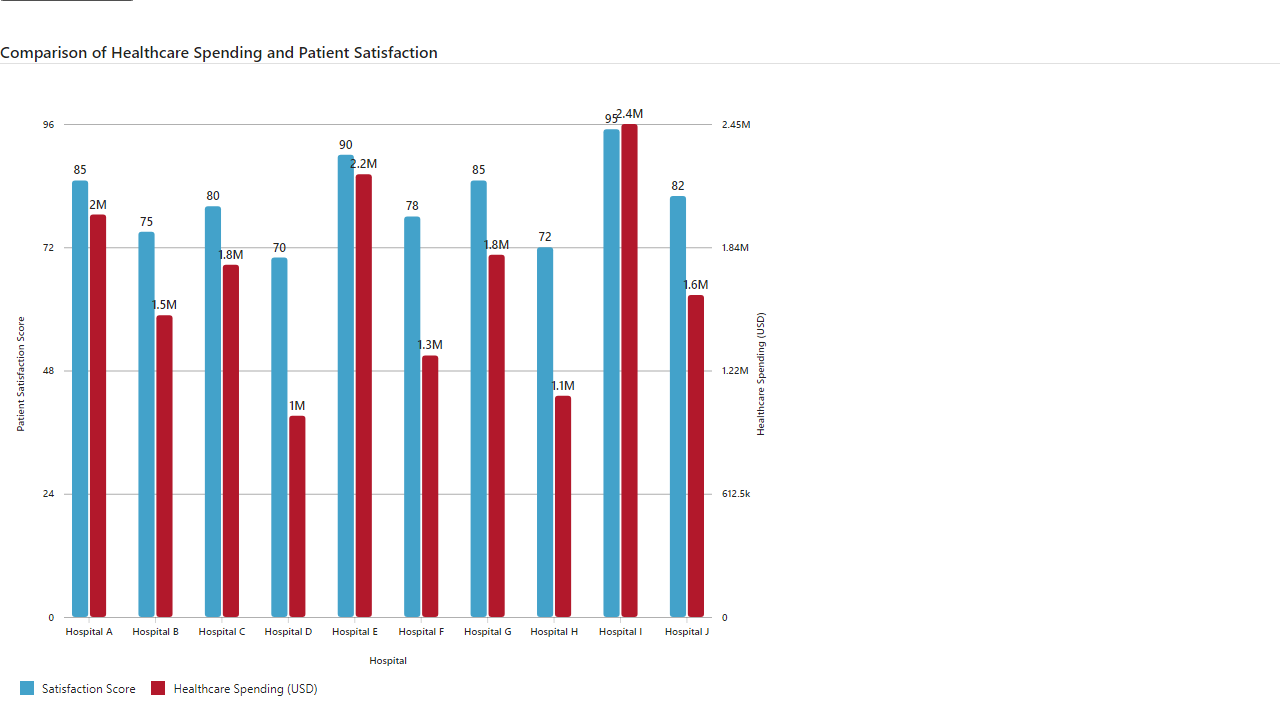 Comparison of Healthcare Spending and Patient Satisfaction
96
72
48
24
0
Patient Satisfaction Score
2.45M
1.84M
1.22M
612.5k
0
Healthcare Spending (USD)
85
2M
75
1.5M
80
1.8M
70
1M
90
2.2M
78
1.3M
85
1.8M
72
1.1M
95
2.4M
82
1.6M
Hospital A
Hospital B
Hospital C
Hospital D
Hospital E
Hospital F
Hospital G
Hospital H
Hospital I
Hospital J
Hospital
Satisfaction Score
Healthcare Spending (USD)